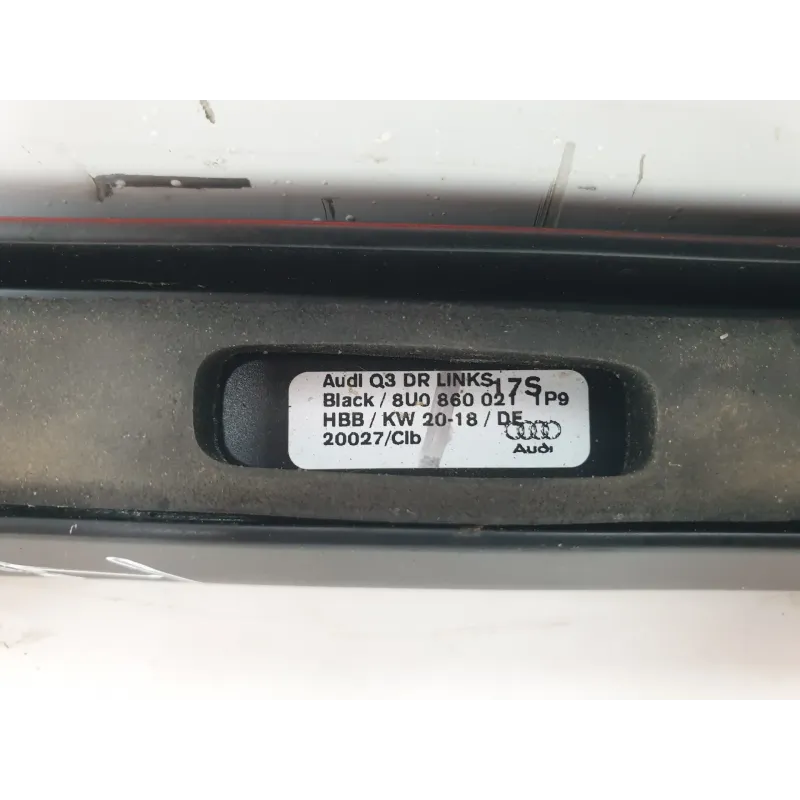 Audi Q3 DR LINKS 17S
Black / 8U0 860 021 1P9
HBB / KW 20-18 / DE
20027/Clb
Audi